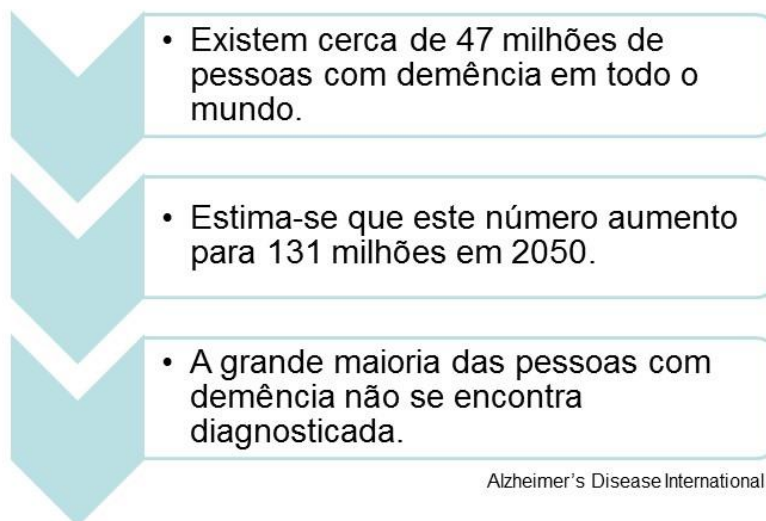 • Existem cerca de 47 milhões de
pessoas com demência em todo o
mundo.
• Estima-se que este número aumento
para 131 milhões em 2050.
• A grande maioria das pessoas com
demência não se encontra
diagnosticada.
Alzheimer's Disease International